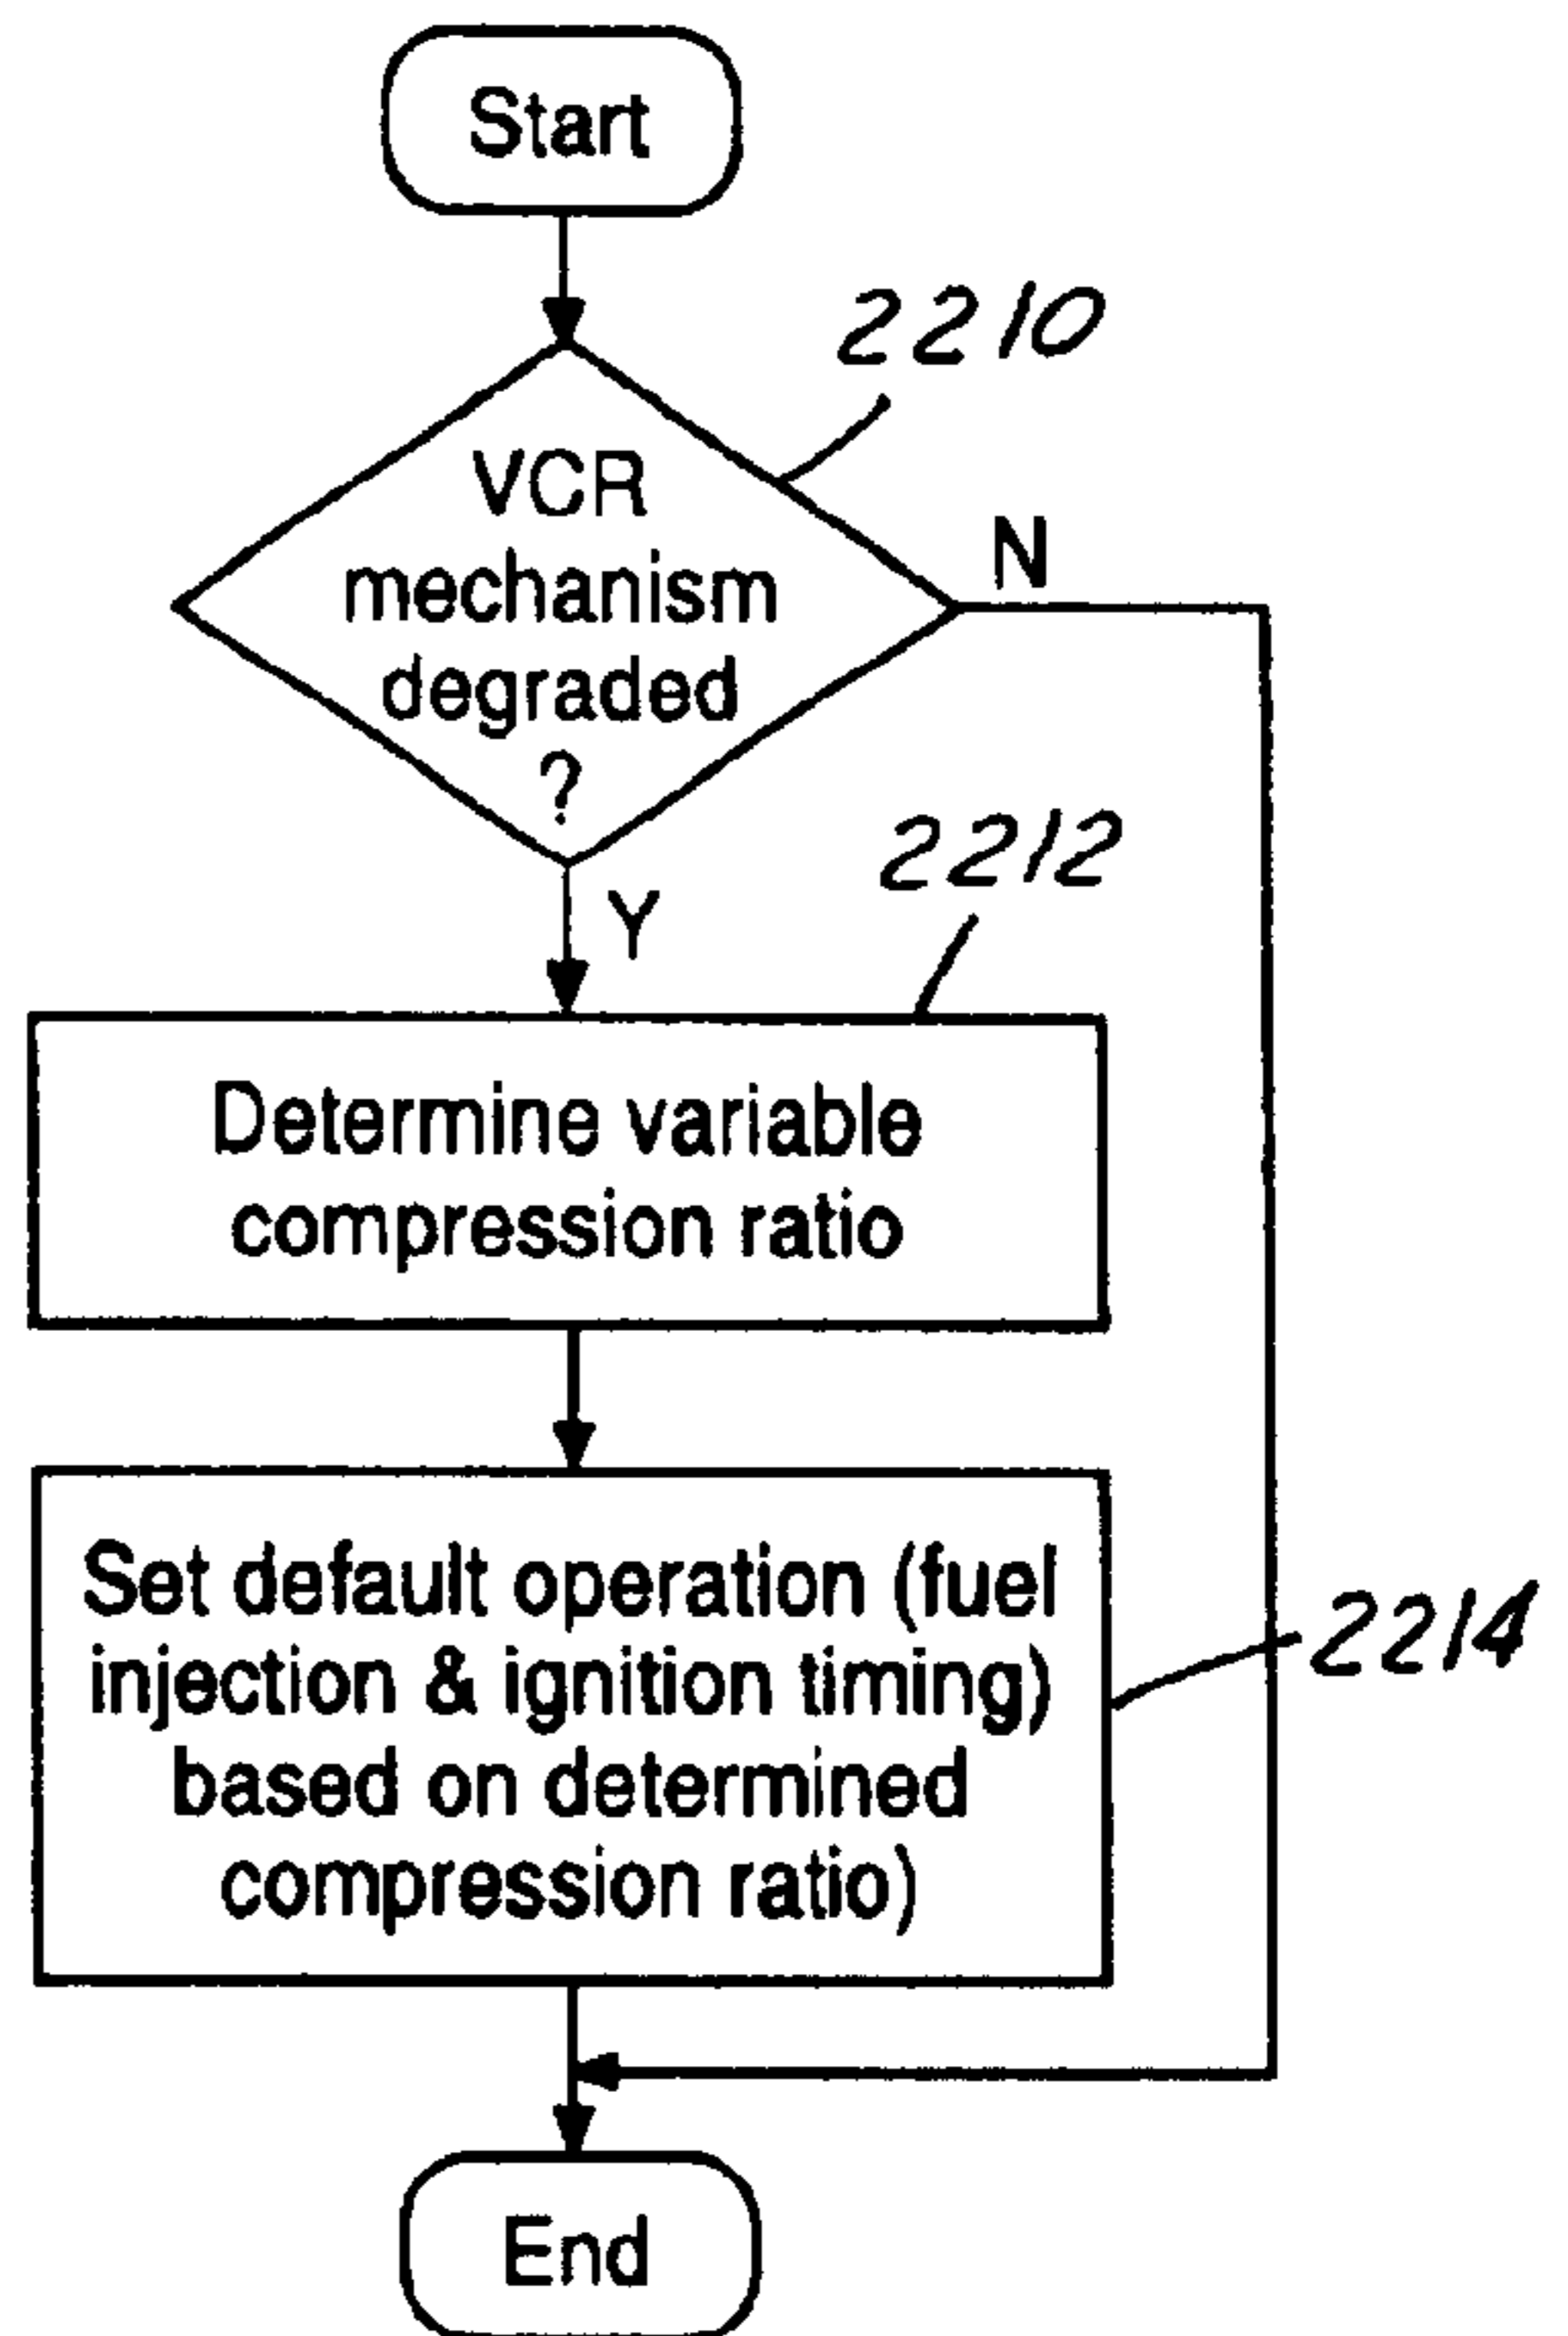 Start
2210
VCR
mechanism
degraded
?
N
Y
2212
Determine variable
compression ratio
Set default operation (fuel
injection & ignition timing)
based on determined
compression ratio)
2214
End